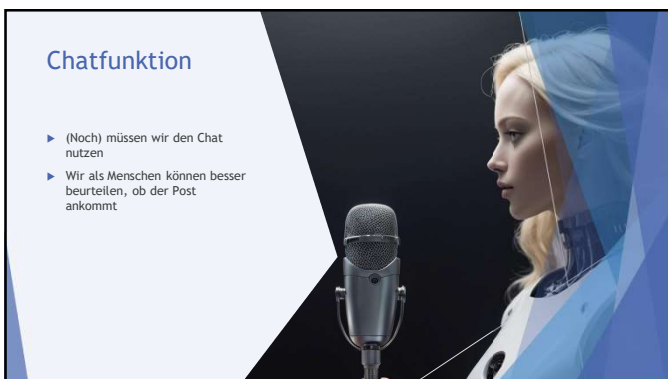 Chatfunktion
(Noch) müssen wir den Chat
nutzen
Wir als Menschen können besser
beurteilen, ob der Post
ankommt